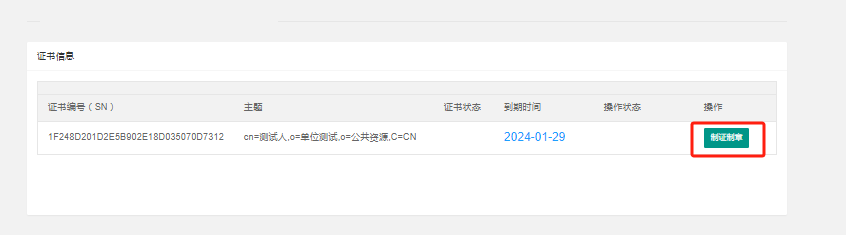 证书信息
证书编号（SN） 主题 证书状态 到期时间 操作状态 操作
1F248D201D2E5B902E18D035070D7312 cn=测试人,o=单位测试,o=公共资源,C=CN 2024-01-29 制证制章